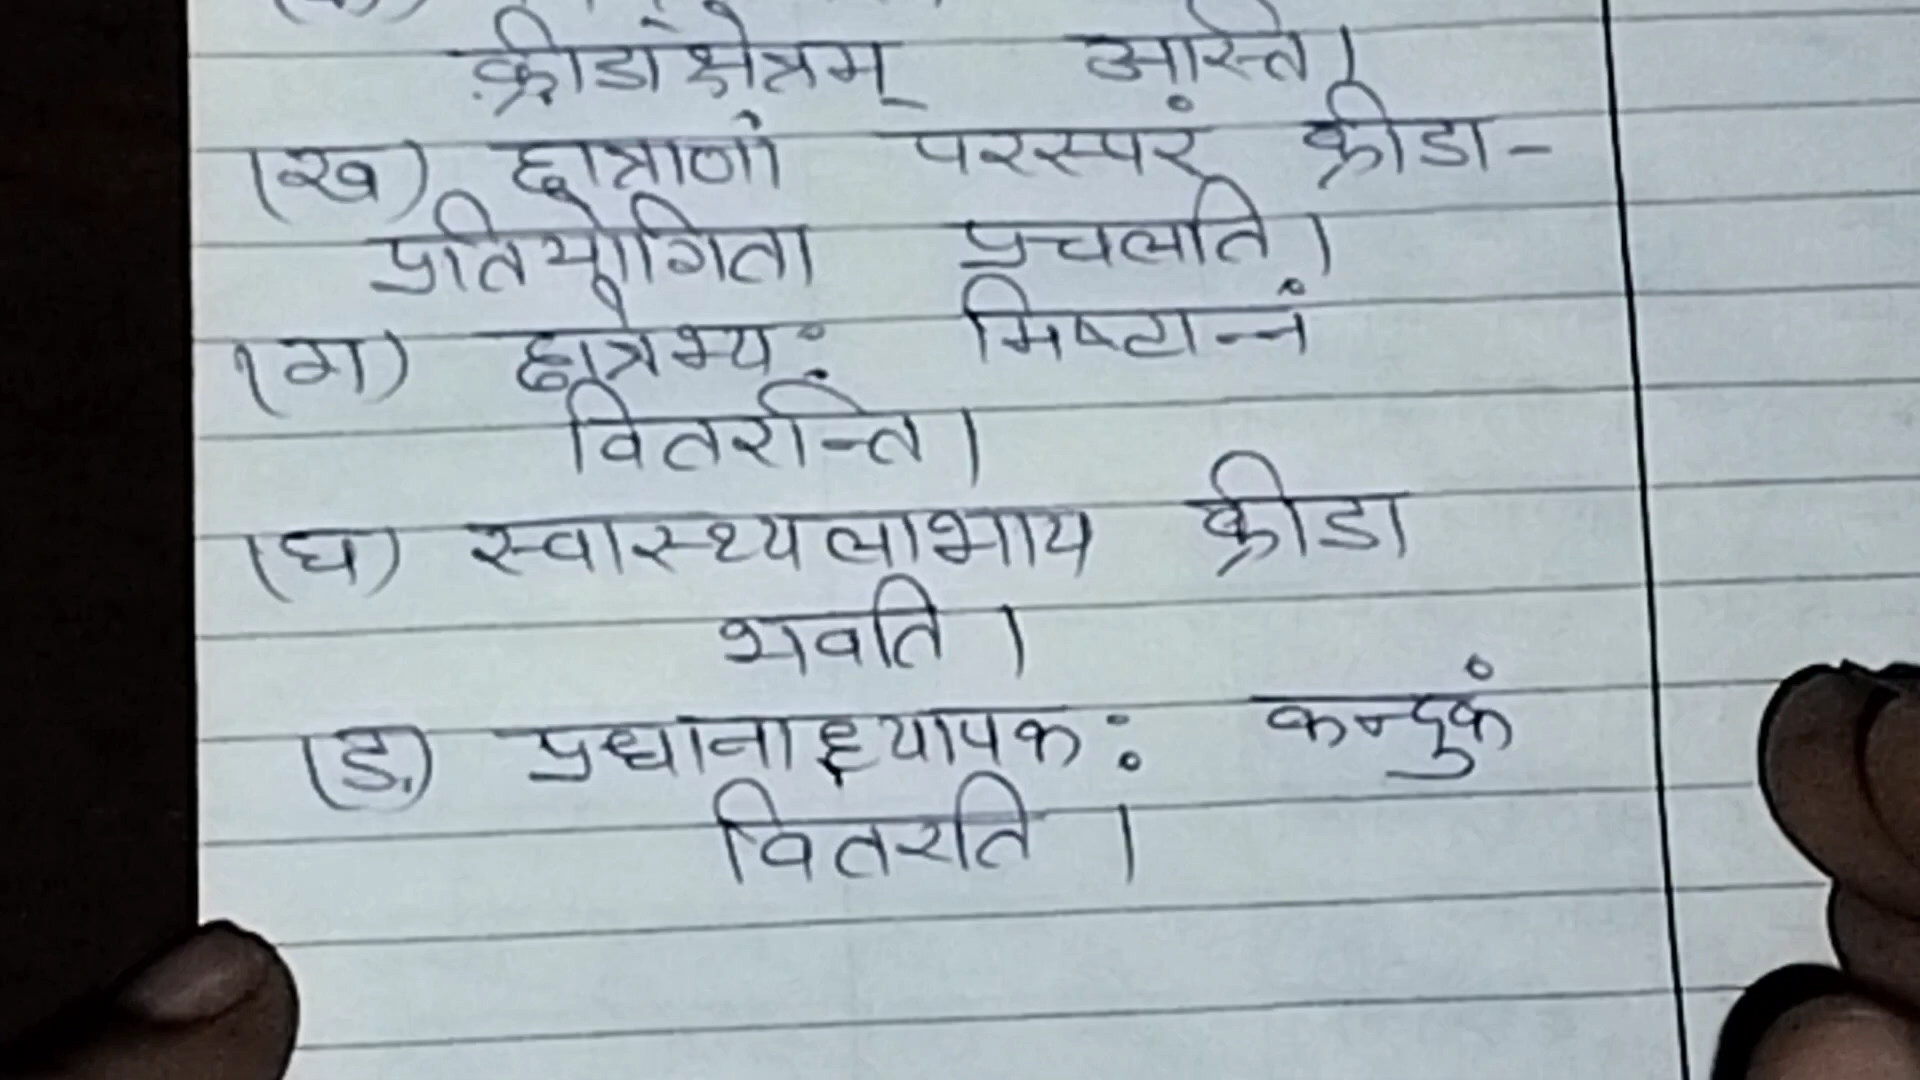 क्रीडाक्षेत्रम् अस्ति।
(ख) छात्राणां परस्परं क्रीडा-
प्रतियोगिता प्रचलति।
(ग) छात्रेभ्य: मिष्टान्नं
वितरन्ति।
(घ) स्वास्थ्यलाभाय क्रीडा
भवति।
(ङ) प्रधानाध्यापक: कन्दुकं
वितरति।